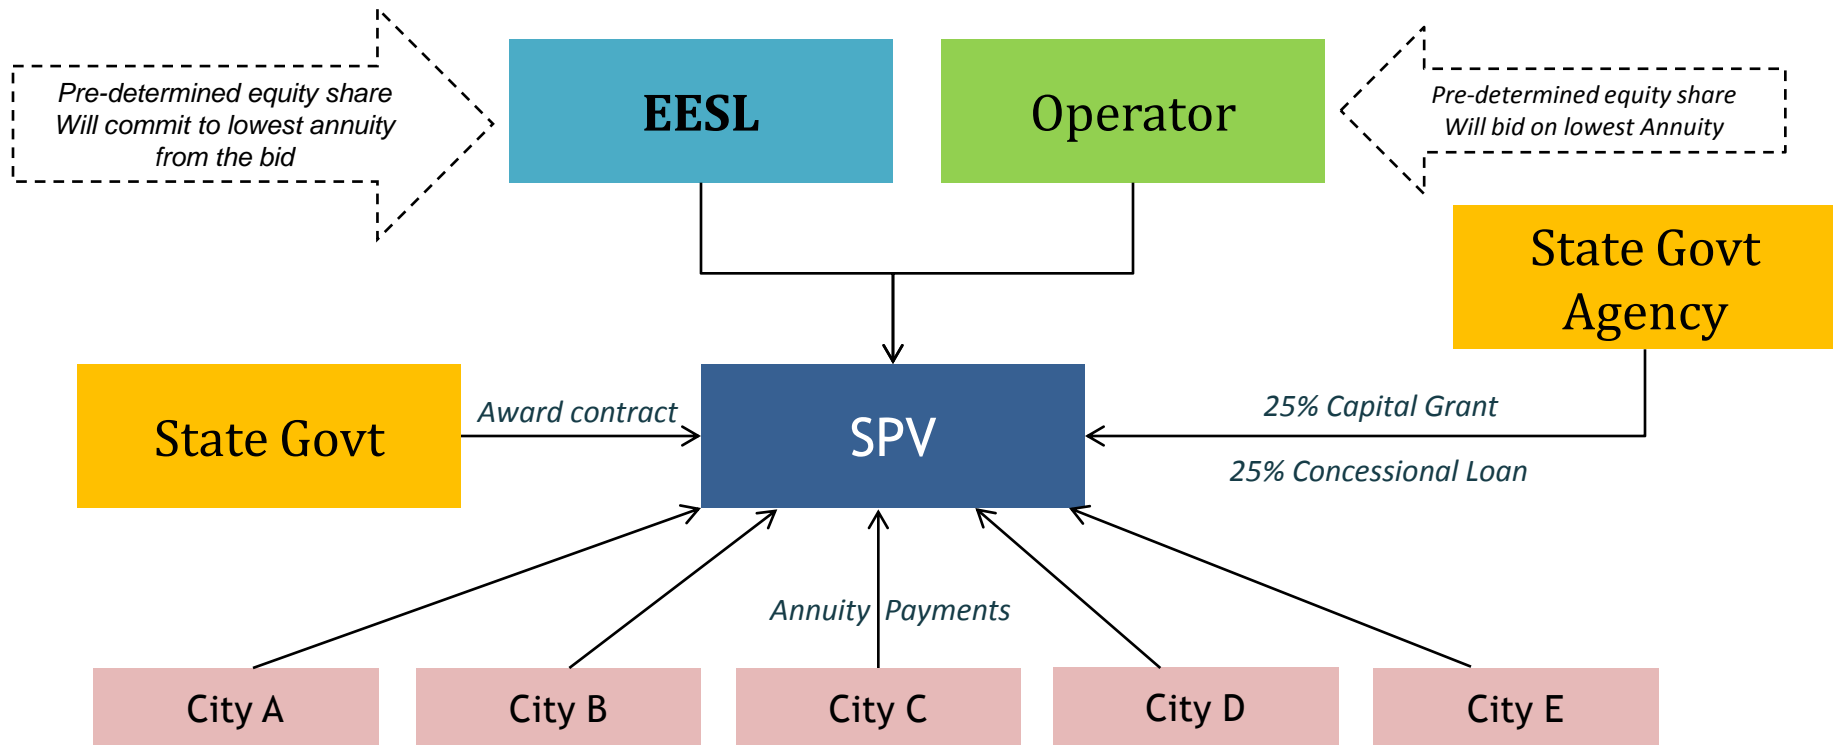 Pre-determined equity share
Will commit to lowest annuity
from the bid
EESL
Operator
Pre-determined equity share
Will bid on lowest Annuity
State Govt
Agency
State Govt
Award contract
SPV
25% Capital Grant
25% Concessional Loan
Annuity Payments
City A
City B
City C
City D
City E